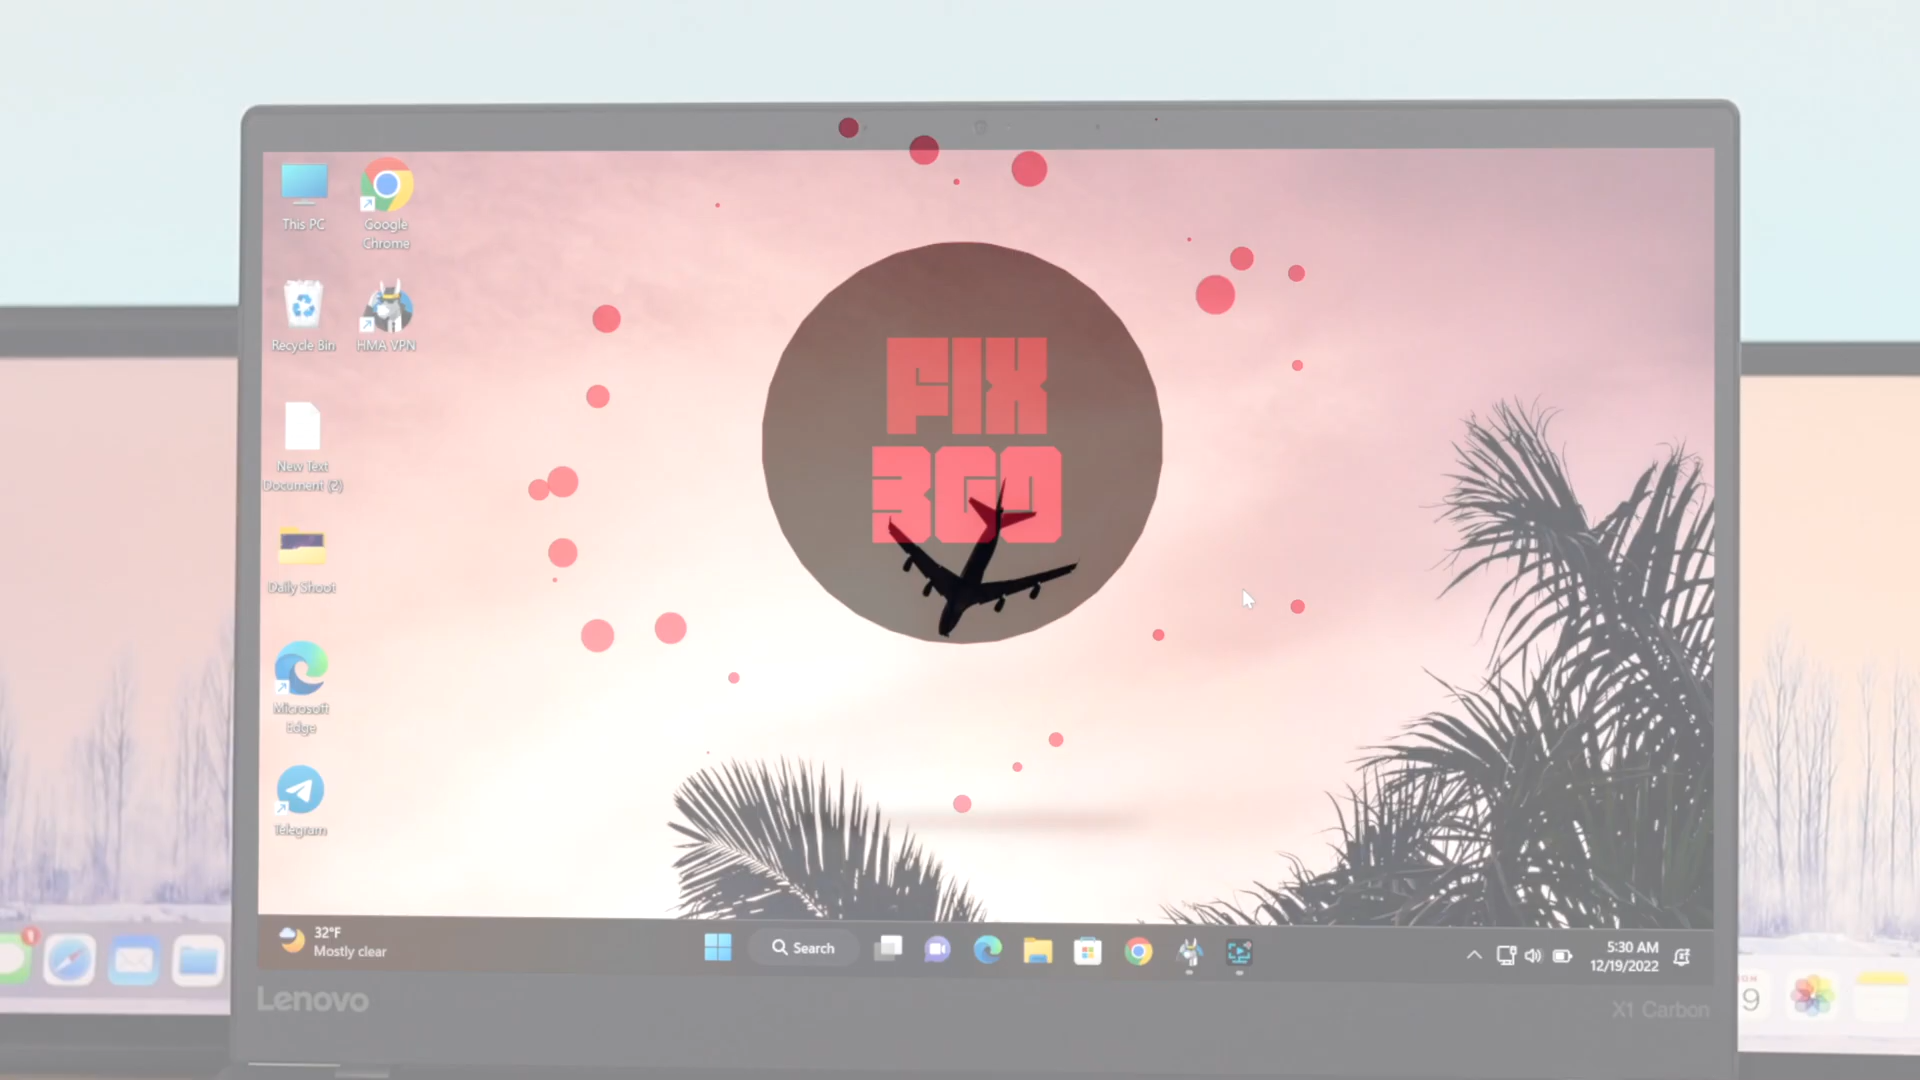 This PC
Google
Chrome
Recycle Bin
HMA VPN
New Text
Document (2)
Daily Shoot
Microsoft
Edge
Telegram
FIX
360
32°F
Mostly clear
Search
5:30 AM
12/19/2022
Lenovo
X1 Carbon
9